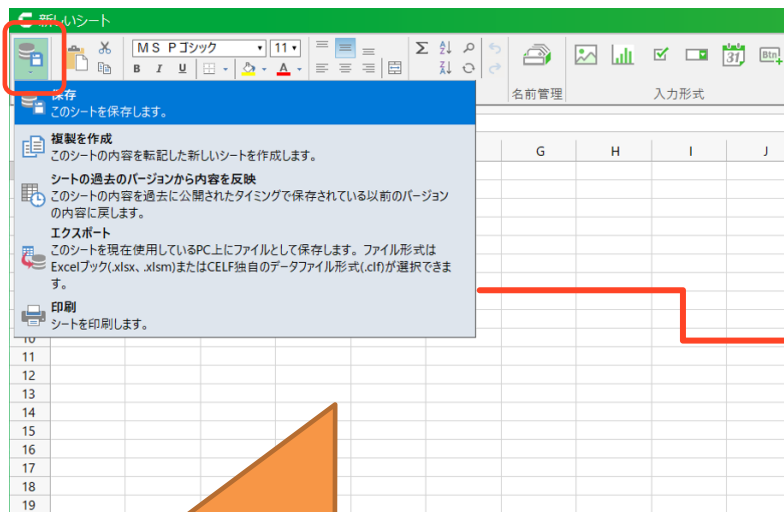 新しいシート
ＭＳ Ｐゴシック 11
B I U A Σ
31 Btn
名前管理 入力形式
保存
このシートを保存します。
複製を作成
このシートの内容を転記した新しいシートを作成します。
シートの過去のバージョンから内容を反映
このシートの内容を過去に公開されたタイミングで保存されている以前のバージョン
の内容に戻します。
エクスポート
このシートを現在使用しているPC上にファイルとして保存します。ファイル形式は
Excelブック(.xlsx、.xlsm)またはCELF独自のデータファイル形式(.clf)が選択できま
す。
印刷
シートを印刷します。
G H I J
10
11
12
13
14
15
16
17
18
19